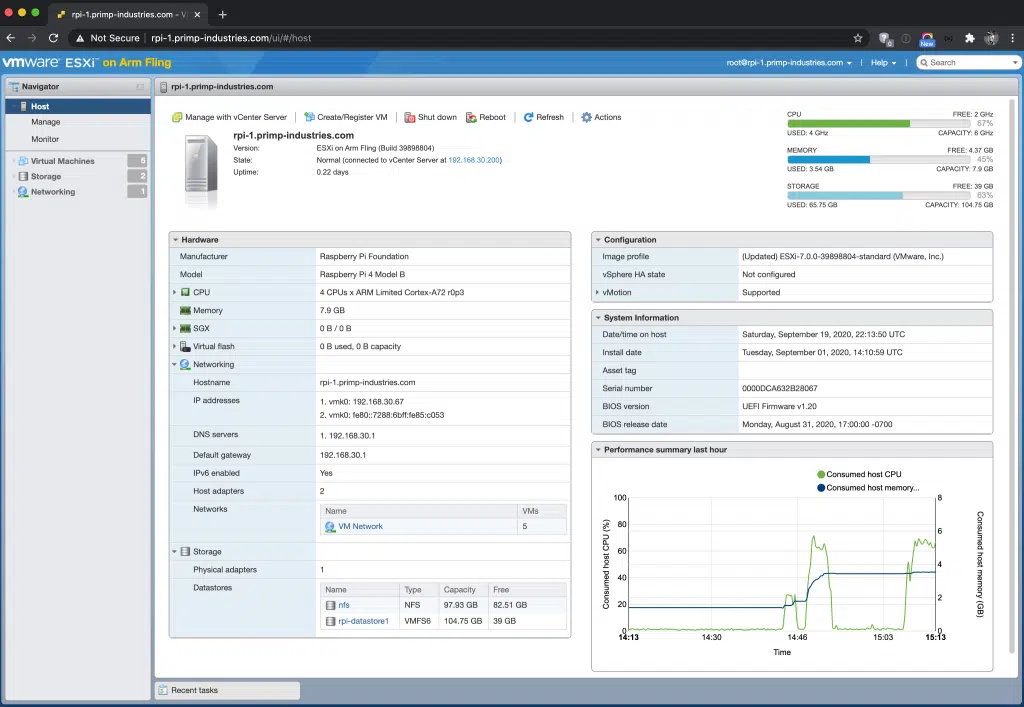 rpi-1.primp-industries.com - V
Not Secure | rpi-1.primp-industries.com/ui/#/host
New
vmware ESXi on Arm Fling
root@rpi-1.primp-industries.com | Help | Search
Navigator
Host
Manage
Monitor
Virtual Machines 5
Storage 2
Networking 1
rpi-1.primp-industries.com
Manage with vCenter Server | Create/Register VM | Shut down Reboot | Refresh | Actions
rpi-1.primp-industries.com
Version: ESXi on Arm Fling (Build 39898804)
State: Normal (connected to vCenter Server at 192.168.30.200)
Uptime: 0.22 days
CPU FREE: 2 GHz
67%
USED: 4 GHz CAPACITY: 6 GHz
MEMORY FREE: 4.37 GB
45%
USED: 3.54 GB CAPACITY: 7.9 GB
STORAGE FREE: 39 GB
63%
USED: 65.75 GB CAPACITY: 104.75 GB
Hardware
Manufacturer Raspberry Pi Foundation
Model Raspberry Pi 4 Model B
CPU 4 CPUs x ARM Limited Cortex-A72 r0p3
Memory 7.9 GB
SGX 0 B / 0 B
Virtual flash 0 B used, 0 B capacity
Networking
Hostname rpi-1.primp-industries.com
IP addresses 1. vmk0: 192.168.30.67
2. vmk0: fe80::7288:6bff:fe85:c053
DNS servers 1. 192.168.30.1
Default gateway 192.168.30.1
IPv6 enabled Yes
Host adapters 2
Networks Name VMs
VM Network 5
Storage
Physical adapters 1
Datastores Name Type Capacity Free
nfs NFS 97.93 GB 82.51 GB
rpi-datastore1 VMFS6 104.75 GB 39 GB
Configuration
Image profile (Updated) ESXi-7.0.0-39898804-standard (VMware, Inc.)
vSphere HA state Not configured
vMotion Supported
System Information
Date/time on host Saturday, September 19, 2020, 22:13:50 UTC
Install date Tuesday, September 01, 2020, 14:10:59 UTC
Asset tag
Serial number 0000DCA632B28067
BIOS version UEFI Firmware v1.20
BIOS release date Monday, August 31, 2020, 17:00:00 -0700
Performance summary last hour
Consumed host CPU
Consumed host memory...
Consumed host CPU (%)
100
80
60
40
20
0
8
6
4
2
0
Consumed host memory (GB)
14:13 14:30 14:46 15:03 15:13
Time
Recent tasks